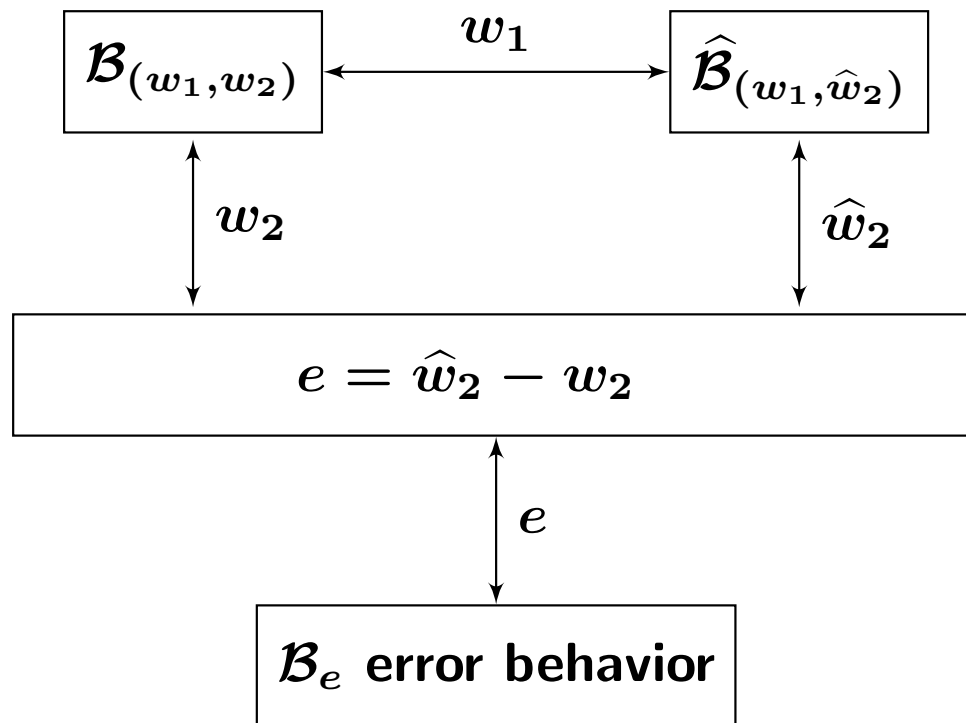 w₁
𝓑₍w₁,w₂₎
𝓑̂₍w₁,ŵ₂₎
w₂
ŵ₂
e = ŵ₂ − w₂
e
𝓑ₑ error behavior